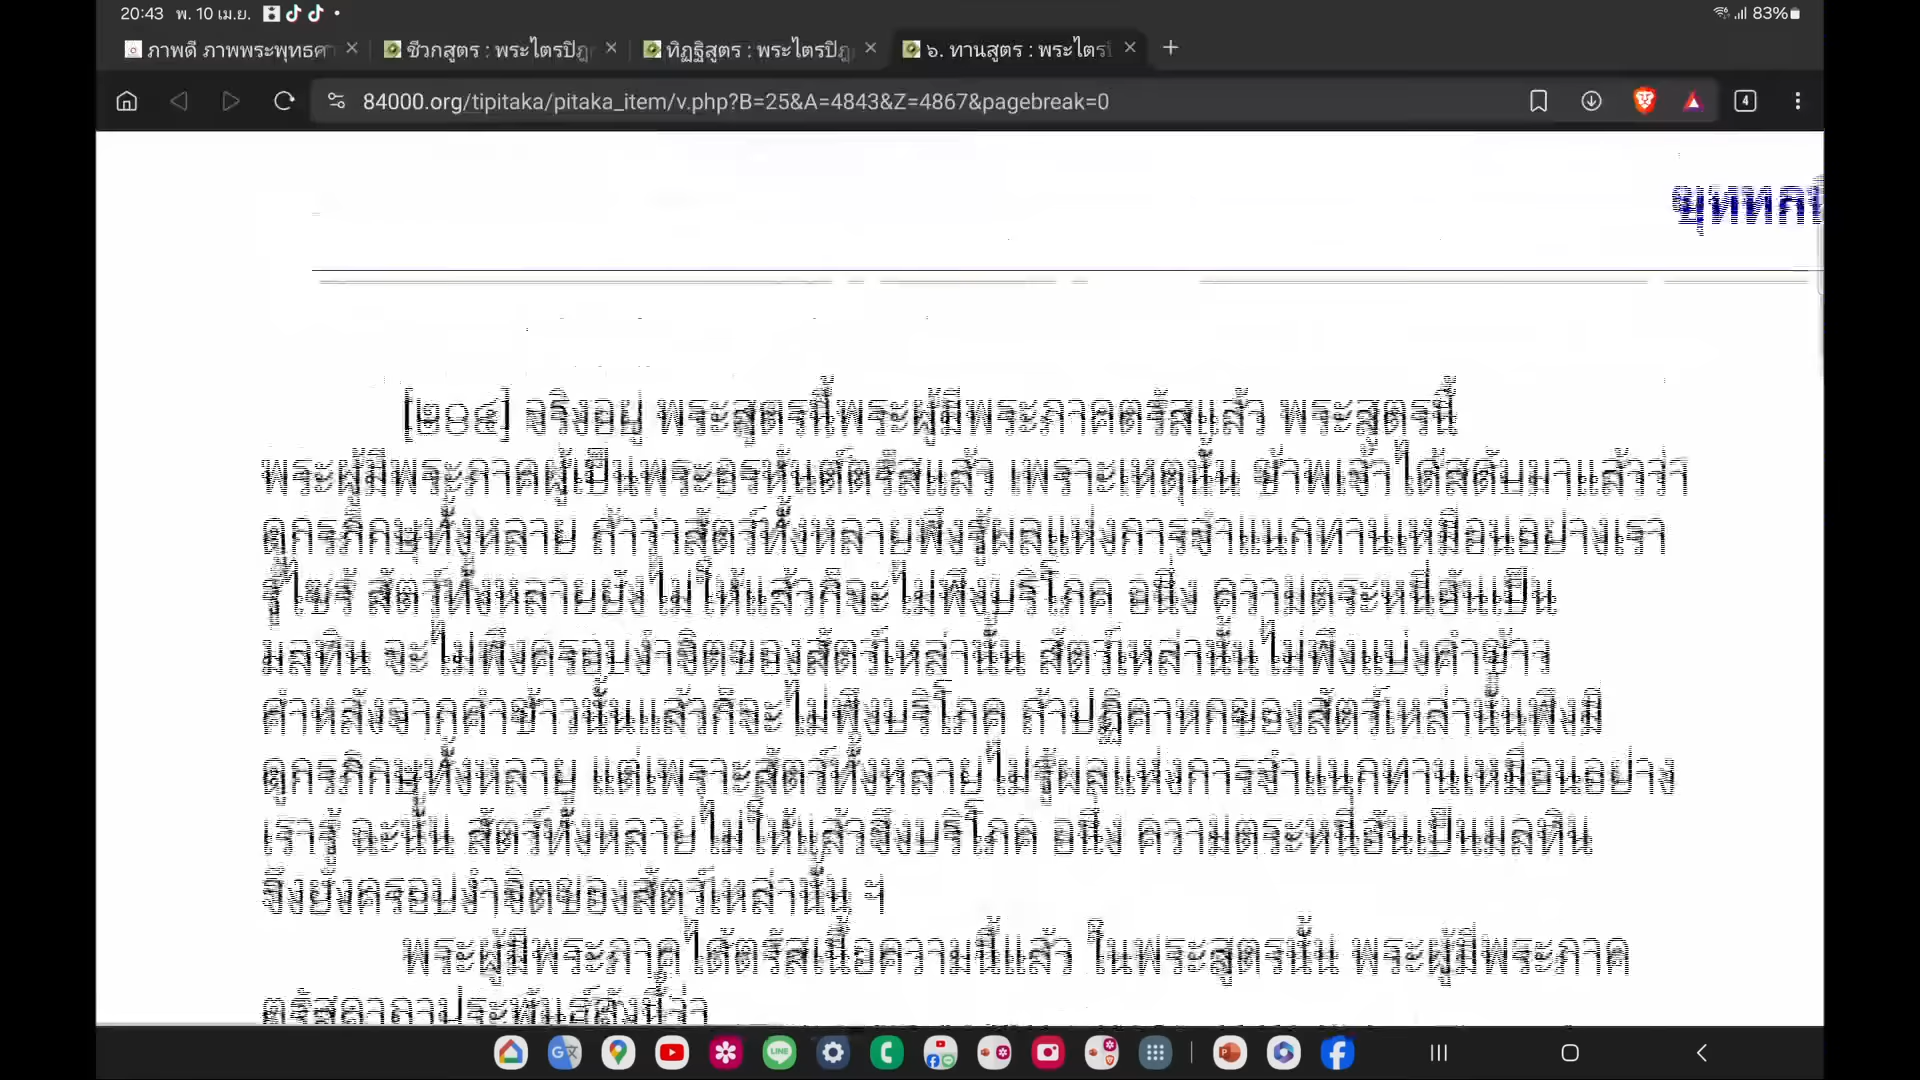 20:43 พ. 10 เม.ย.
83%
ภาพดี ภาพพระพุทธศา
ชีวกสูตร : พระไตรปิฎ
ทิฏฐิสูตร : พระไตรปิฎ
๖. ทานสูตร : พระไตรป
84000.org/tipitaka/pitaka_item/v.php?B=25&A=4843&Z=4867&pagebreak=0
4
ขุททกนิ
[๒๐๔] จริงอยู่ พระสูตรนี้พระผู้มีพระภาคตรัสแล้ว พระสูตรนี้
พระผู้มีพระภาคผู้เป็นพระอรหันต์ตรัสแล้ว เพราะเหตุนั้น ข้าพเจ้าได้สดับมาแล้วว่า
ดูกรภิกษุทั้งหลาย ถ้าว่าสัตว์ทั้งหลายพึงรู้ผลแห่งการจำแนกทานเหมือนอย่างเรา
รู้ไซร้ สัตว์ทั้งหลายยังไม่ให้แล้วก็จะไม่พึงบริโภค อนึ่ง ความตระหนี่อันเป็น
มลทิน จะไม่พึงครอบงำจิตของสัตว์เหล่านั้น สัตว์เหล่านั้นไม่พึงแบ่งคำข้าว
คำหลังจากคำข้าวนั้นแล้วก็จะไม่พึงบริโภค ถ้าปฏิคาหกของสัตว์เหล่านั้นพึงมี
ดูกรภิกษุทั้งหลาย แต่เพราะสัตว์ทั้งหลายไม่รู้ผลแห่งการจำแนกทานเหมือนอย่าง
เรารู้ ฉะนั้น สัตว์ทั้งหลายไม่ให้แล้วจึงบริโภค อนึ่ง ความตระหนี่อันเป็นมลทิน
จึงยังครอบงำจิตของสัตว์เหล่านั้น ฯ
พระผู้มีพระภาคได้ตรัสเนื้อความนี้แล้ว ในพระสูตรนั้น พระผู้มีพระภาค
ตรัสคาถาประพันธ์ดังนี้ว่า
LINE